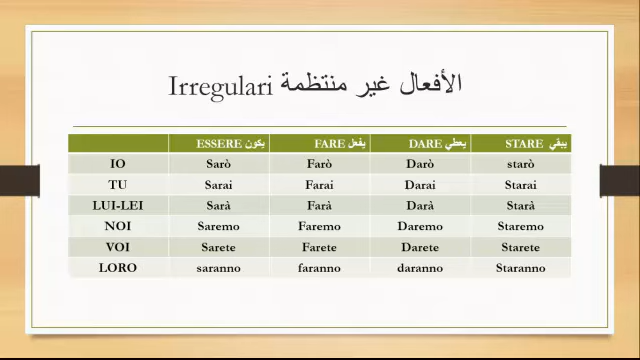 الأفعال غير منتظمة Irregulari
ESSERE يكون FARE يفعل DARE يعطي STARE يبقي
IO Sarò Farò Darò starò
TU Sarai Farai Darai Starai
LUI-LEI Sarà Farà Darà Starà
NOI Saremo Faremo Daremo Staremo
VOI Sarete Farete Darete Starete
LORO saranno faranno daranno Staranno